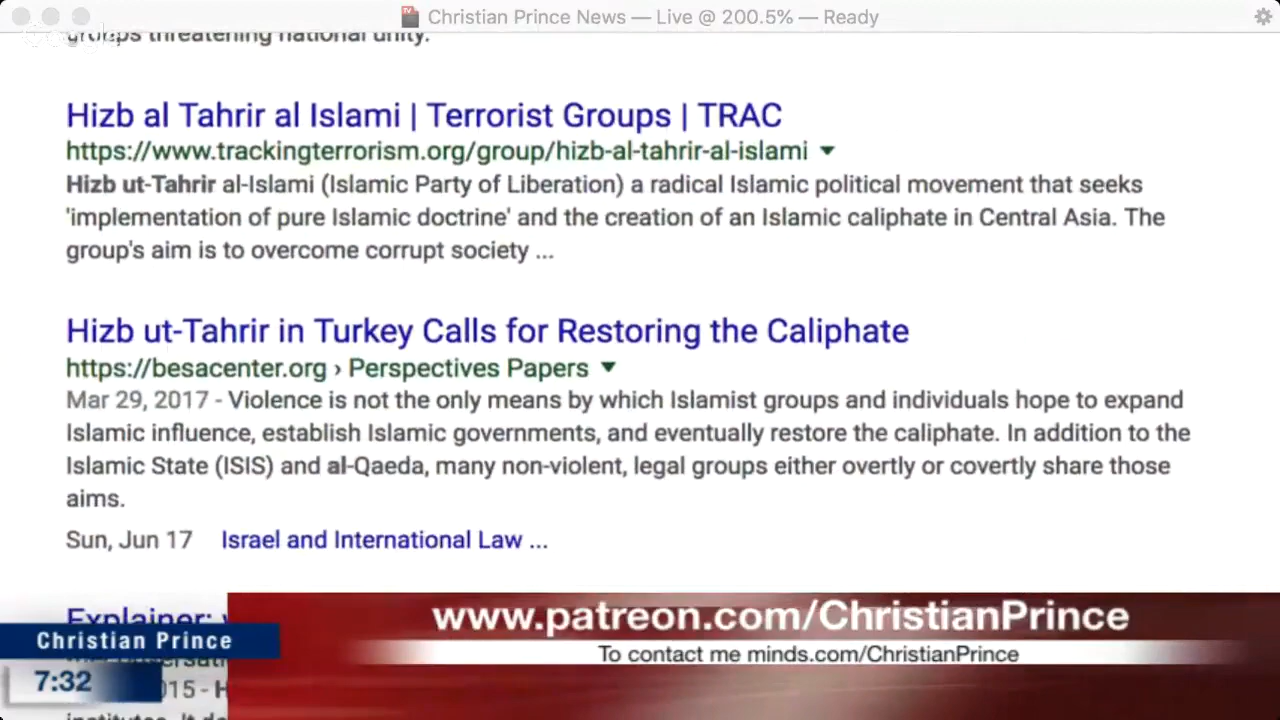 Christian Prince News — Live @ 200.5% — Ready
groups threatening national unity.
Hizb al Tahrir al Islami | Terrorist Groups | TRAC
https://www.trackingterrorism.org/group/hizb-al-tahrir-al-islami
Hizb ut-Tahrir al-Islami (Islamic Party of Liberation) a radical Islamic political movement that seeks
'implementation of pure Islamic doctrine' and the creation of an Islamic caliphate in Central Asia. The
group's aim is to overcome corrupt society ...
Hizb ut-Tahrir in Turkey Calls for Restoring the Caliphate
https://besacenter.org › Perspectives Papers
Mar 29, 2017 - Violence is not the only means by which Islamist groups and individuals hope to expand
Islamic influence, establish Islamic governments, and eventually restore the caliphate. In addition to the
Islamic State (ISIS) and al-Qaeda, many non-violent, legal groups either overtly or covertly share those
aims.
Sun, Jun 17 Israel and International Law ...
Explainer:
www.patreon.com/ChristianPrince
Christian Prince
To contact me minds.com/ChristianPrince
7:32